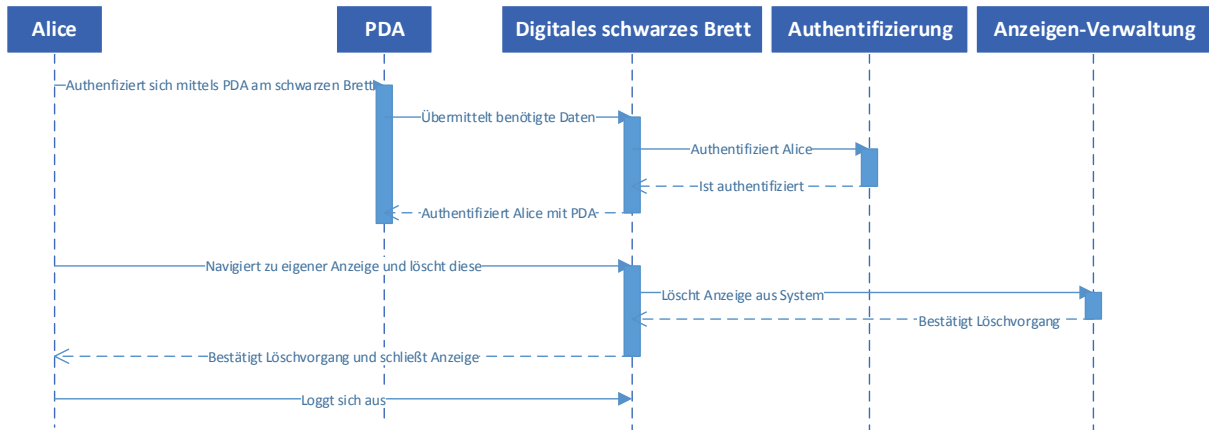 Alice
PDA
Digitales schwarzes Brett
Authentifizierung
Anzeigen-Verwaltung
Authenfiziert sich mittels PDA am schwarzen Brett
Übermittelt benötigte Daten
Authentifiziert Alice
Ist authentifiziert
Authentifiziert Alice mit PDA
Navigiert zu eigener Anzeige und löscht diese
Löscht Anzeige aus System
Bestätigt Löschvorgang
Bestätigt Löschvorgang und schließt Anzeige
Loggt sich aus